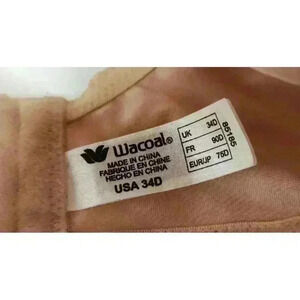 Wacoal®
MADE IN CHINA
FABRIQUE EN CHINE
HECHO EN CHINA
USA 34D
UK 34D
FR 90D
EUR/JP 75D
85185